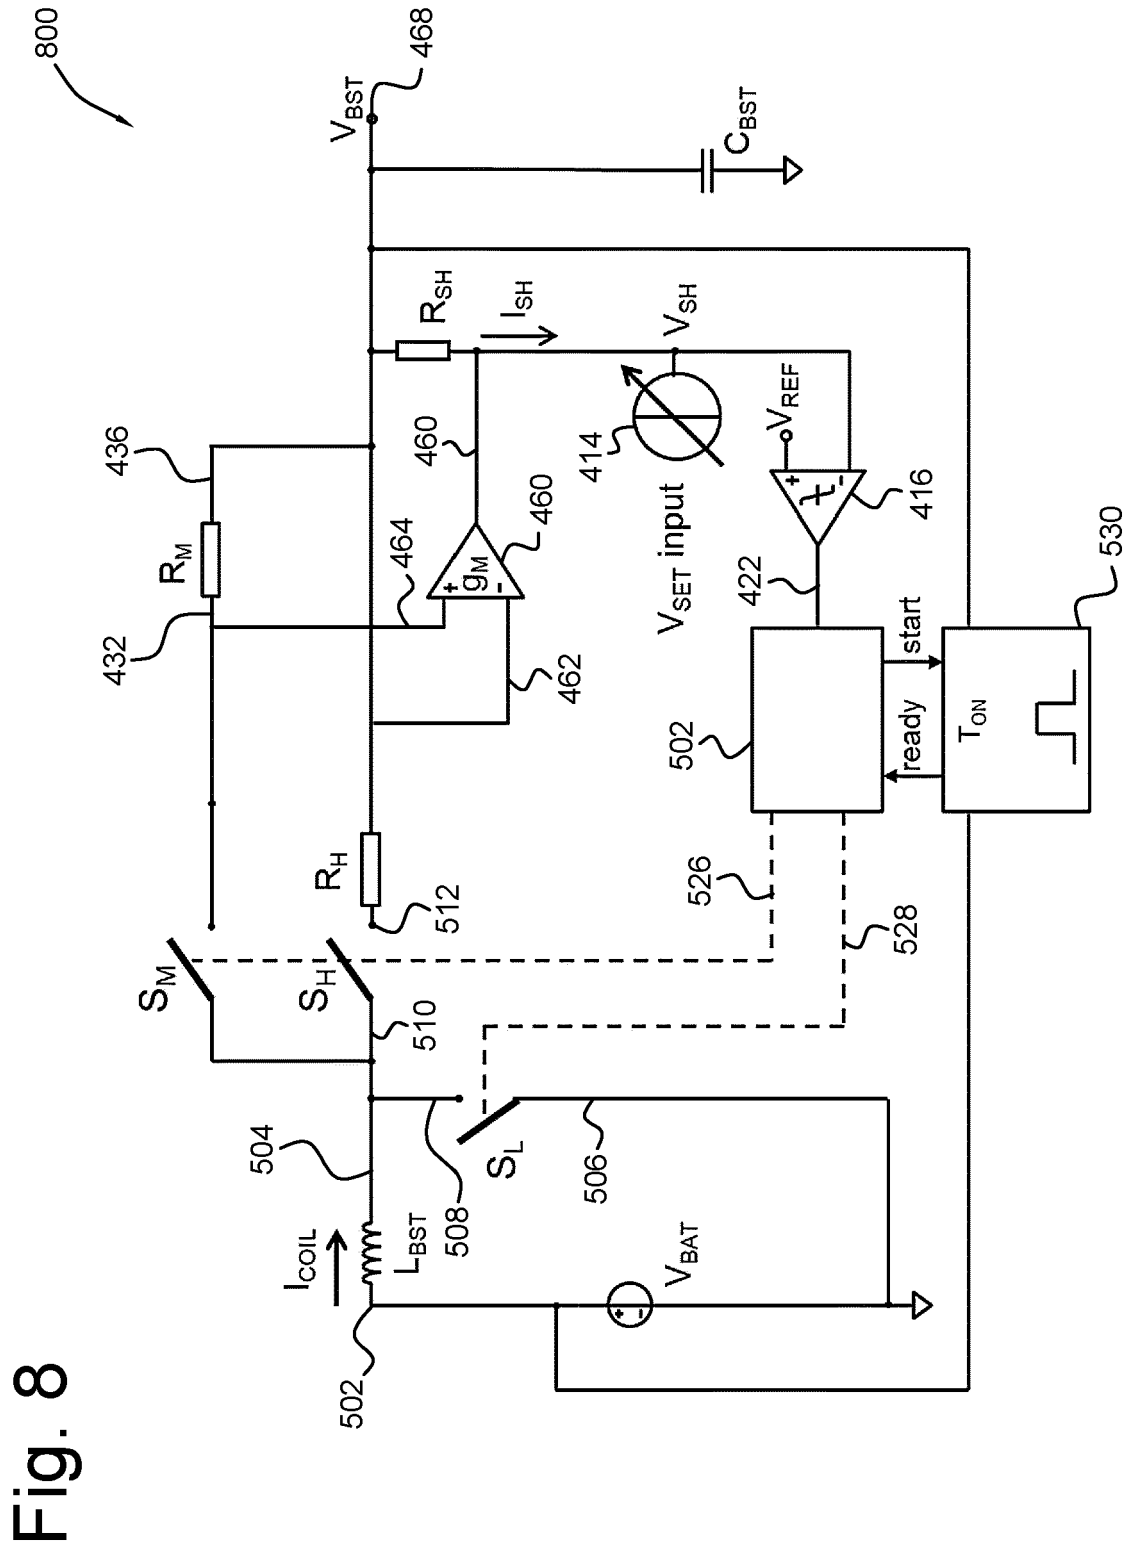 Fig. 8
800
432
436
R_M
S_M
V_BST
468
I_COIL
504
S_H
R_H
502
L_BST
510
512
464
460
R_SH
I_SH
+
g_M
-
460
462
508
S_L
506
V_BAT
+
-
414
V_SH
V_SET input
V_REF
+
-
416
C_BST
422
502
526
528
ready
start
T_ON
530